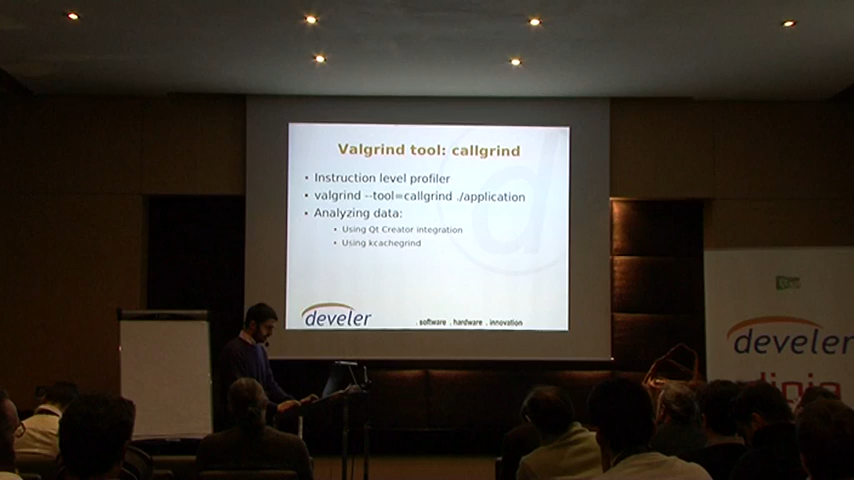 Valgrind tool: callgrind
• Instruction level profiler
• valgrind --tool=callgrind ./application
• Analyzing data:
• Using Qt Creator integration
• Using kcachegrind
develer
. software . hardware . innovation
develer